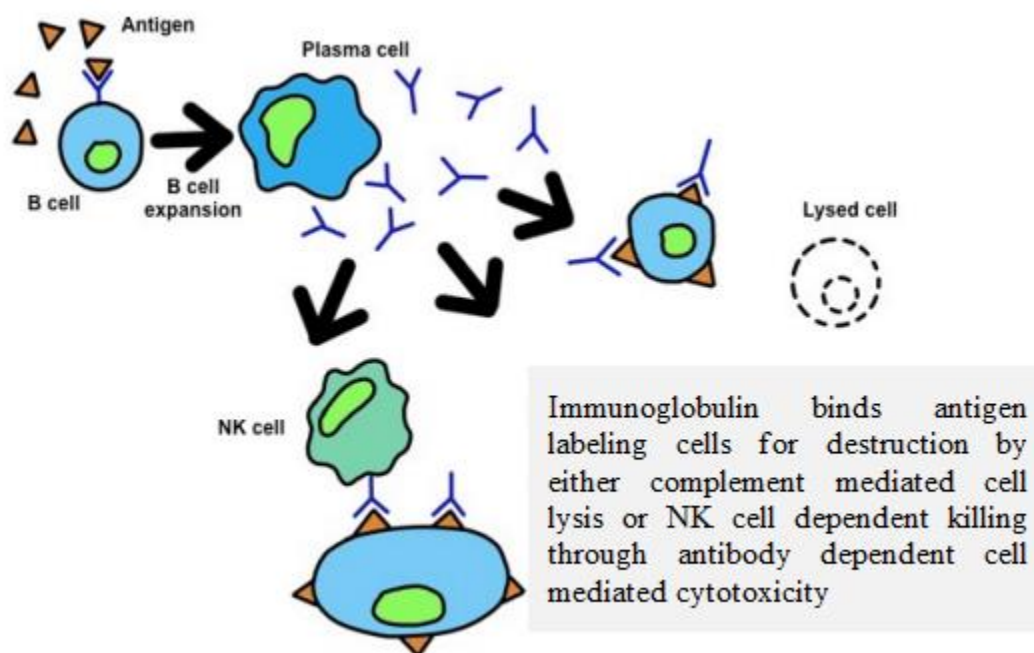 Antigen
Plasma cell
B cell
B cell
expansion
Lysed cell
NK cell
Immunoglobulin binds antigen
labeling cells for destruction by
either complement mediated cell
lysis or NK cell dependent killing
through antibody dependent cell
mediated cytotoxicity